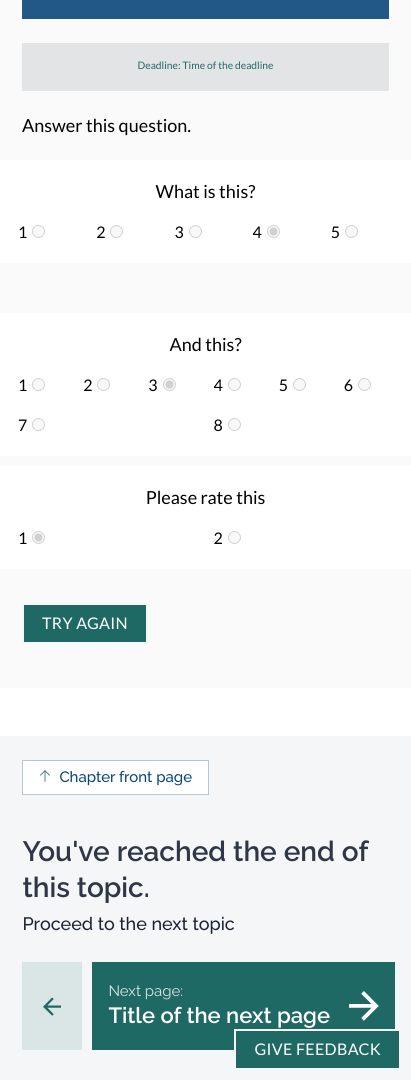 Deadline: Time of the deadline
Answer this question.
What is this?
1 2 3 4 5
And this?
1 2 3 4 5 6
7 8
Please rate this
1 2
TRY AGAIN
↑ Chapter front page
You've reached the end of
this topic.
Proceed to the next topic
Next page:
Title of the next page
GIVE FEEDBACK